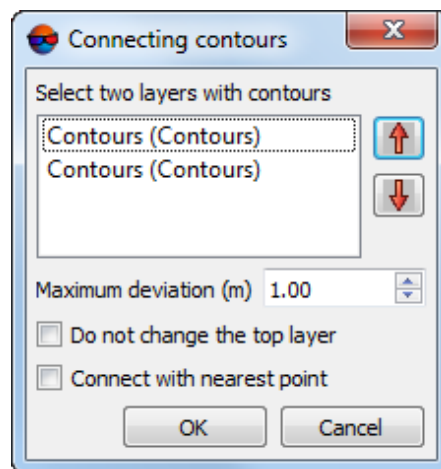 Connecting contours
Select two layers with contours
Contours (Contours)
Contours (Contours)
Maximum deviation (m) 1.00
Do not change the top layer
Connect with nearest point
OK Cancel